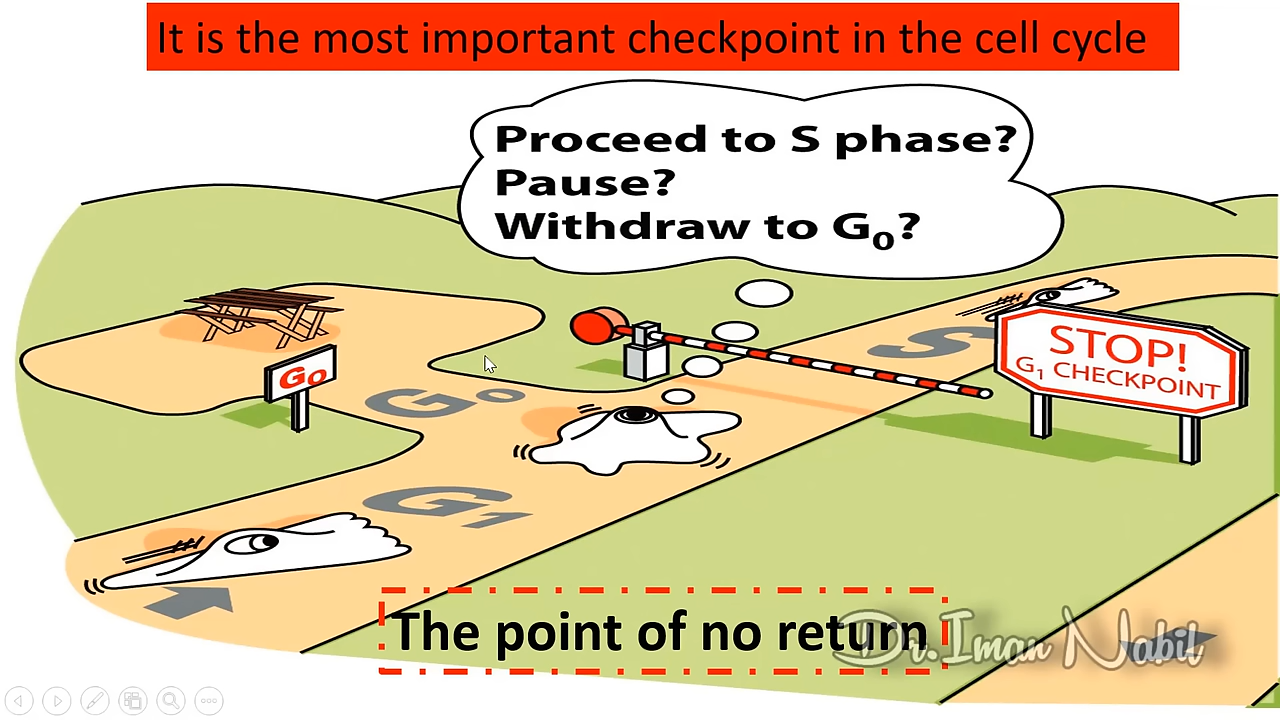 It is the most important checkpoint in the cell cycle
Proceed to S phase?
Pause?
Withdraw to G₀?
S
STOP!
G₁ CHECKPOINT
G₀
G₀
G₁
The point of no return
Dr.Iman Nabil